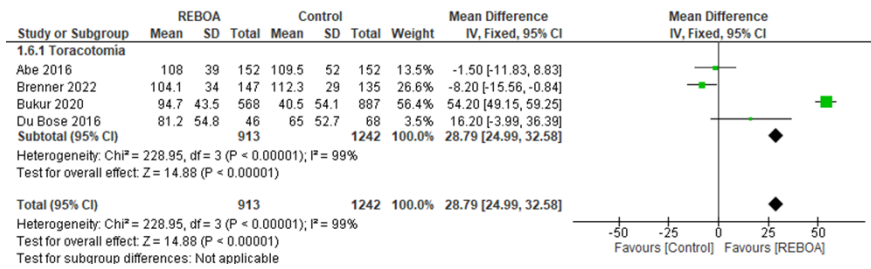 REBOA Control Mean Difference Mean Difference
Study or Subgroup Mean SD Total Mean SD Total Weight IV, Fixed, 95% CI IV, Fixed, 95% CI
1.6.1 Toracotomia
Abe 2016 108 39 152 109.5 52 152 13.5% -1.50 [-11.83, 8.83]
Brenner 2022 104.1 34 147 112.3 29 135 26.6% -8.20 [-15.56, -0.84]
Bukur 2020 94.7 43.5 568 40.5 54.1 887 56.4% 54.20 [49.15, 59.25]
Du Bose 2016 81.2 54.8 46 65 52.7 68 3.5% 16.20 [-3.99, 36.39]
Subtotal (95% CI) 913 1242 100.0% 28.79 [24.99, 32.58]
Heterogeneity: Chi² = 228.95, df = 3 (P < 0.00001); I² = 99%
Test for overall effect: Z = 14.88 (P < 0.00001)
Total (95% CI) 913 1242 100.0% 28.79 [24.99, 32.58]
Heterogeneity: Chi² = 228.95, df = 3 (P < 0.00001); I² = 99%
Test for overall effect: Z = 14.88 (P < 0.00001)
Test for subgroup differences: Not applicable
-50 -25 0 25 50
Favours [Control] Favours [REBOA]